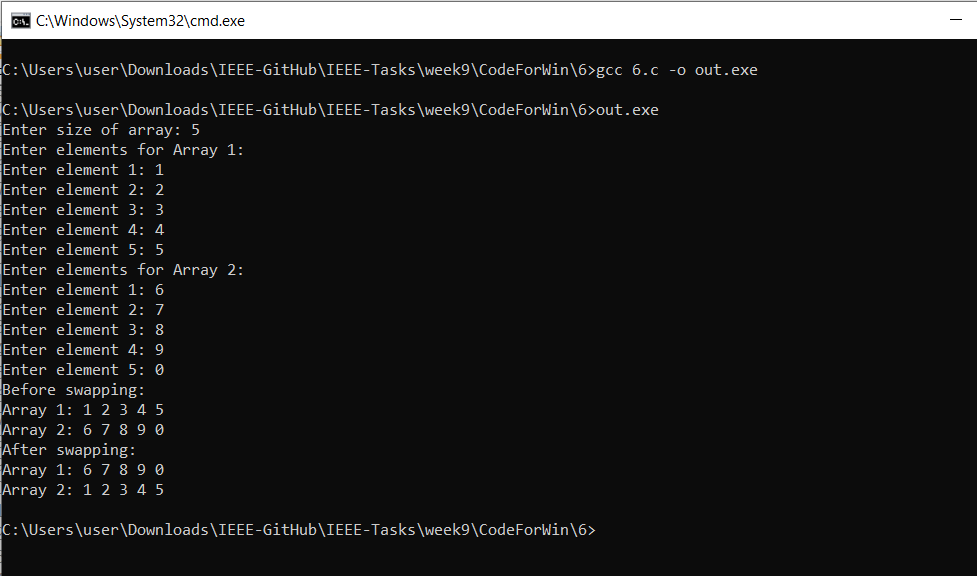 C:\Windows\System32\cmd.exe
C:\Users\user\Downloads\IEEE-GitHub\IEEE-Tasks\week9\CodeForWin\6>gcc 6.c -o out.exe
C:\Users\user\Downloads\IEEE-GitHub\IEEE-Tasks\week9\CodeForWin\6>out.exe
Enter size of array: 5
Enter elements for Array 1:
Enter element 1: 1
Enter element 2: 2
Enter element 3: 3
Enter element 4: 4
Enter element 5: 5
Enter elements for Array 2:
Enter element 1: 6
Enter element 2: 7
Enter element 3: 8
Enter element 4: 9
Enter element 5: 0
Before swapping:
Array 1: 1 2 3 4 5
Array 2: 6 7 8 9 0
After swapping:
Array 1: 6 7 8 9 0
Array 2: 1 2 3 4 5
C:\Users\user\Downloads\IEEE-GitHub\IEEE-Tasks\week9\CodeForWin\6>